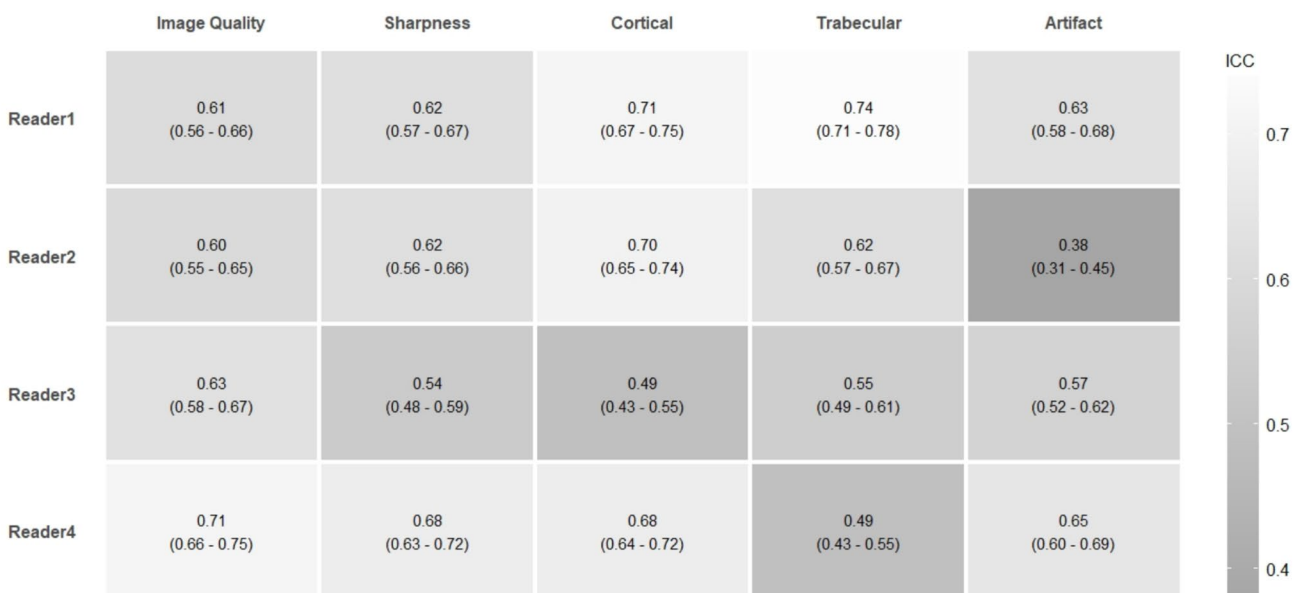 Image Quality Sharpness Cortical Trabecular Artifact
ICC
Reader1
0.61 0.62 0.71 0.74 0.63
(0.56 - 0.66) (0.57 - 0.67) (0.67 - 0.75) (0.71 - 0.78) (0.58 - 0.68)
0.7
Reader2
0.60 0.62 0.70 0.62 0.38
(0.55 - 0.65) (0.56 - 0.66) (0.65 - 0.74) (0.57 - 0.67) (0.31 - 0.45)
0.6
Reader3
0.63 0.54 0.49 0.55 0.57
(0.58 - 0.67) (0.48 - 0.59) (0.43 - 0.55) (0.49 - 0.61) (0.52 - 0.62)
0.5
Reader4
0.71 0.68 0.68 0.49 0.65
(0.66 - 0.75) (0.63 - 0.72) (0.64 - 0.72) (0.43 - 0.55) (0.60 - 0.69)
0.4